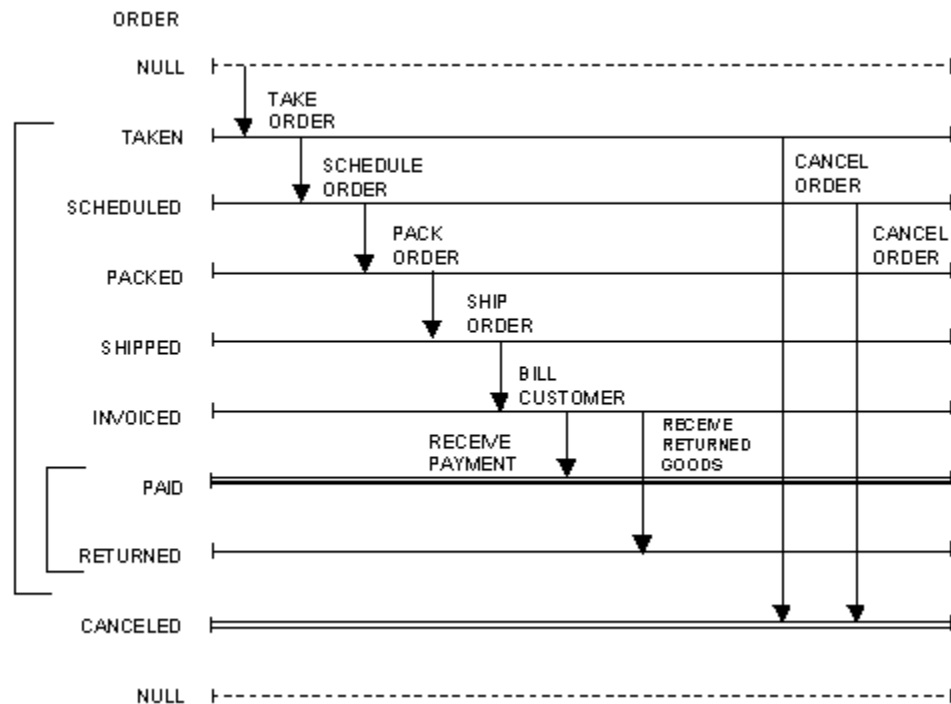 ORDER
NULL
TAKE
ORDER
TAKEN
SCHEDULE
ORDER
CANCEL
ORDER
SCHEDULED
PACK
ORDER
CANCEL
ORDER
PACKED
SHIP
ORDER
SHIPPED
BILL
CUSTOMER
INVOICED
RECEIVE
PAYMENT
RECEIVE
RETURNED
GOODS
PAID
RETURNED
CANCELED
NULL